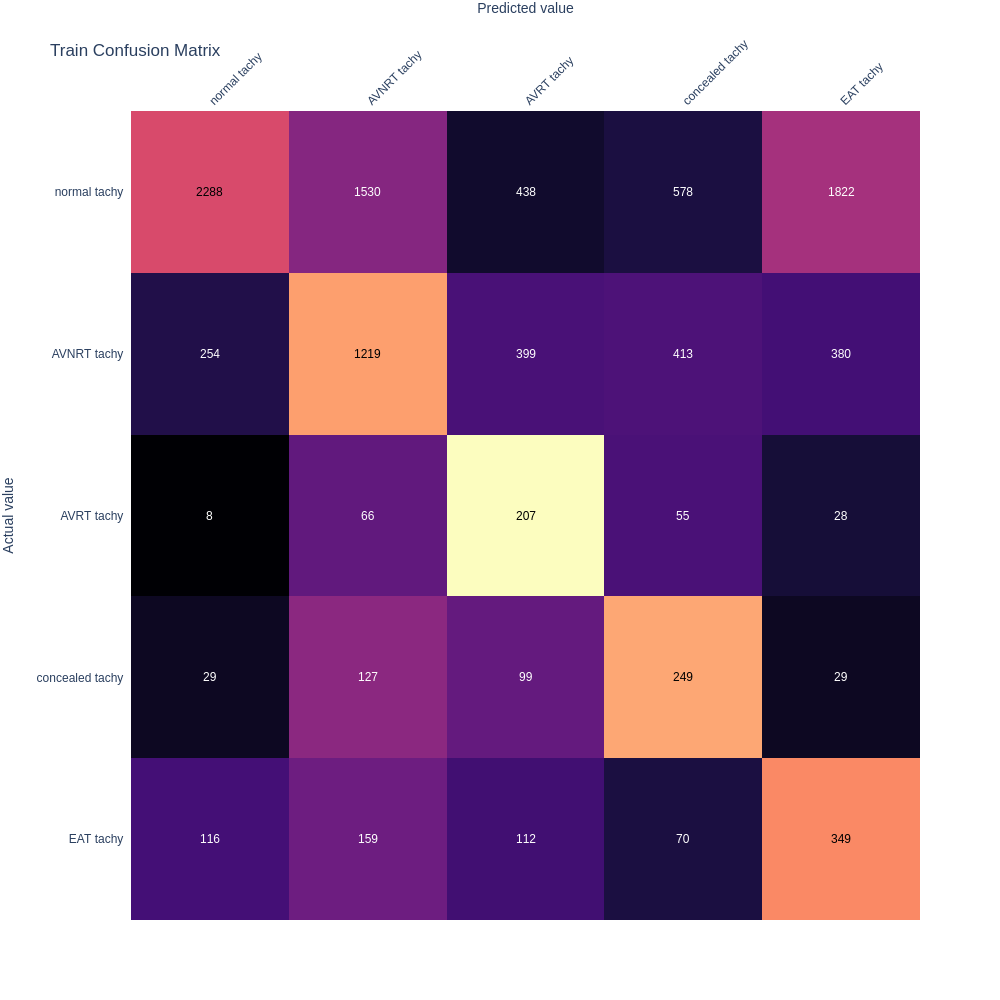 Predicted value
Train Confusion Matrix
normal tachy
AVNRT tachy
AVRT tachy
concealed tachy
EAT tachy
Actual value
normal tachy 2288 1530 438 578 1822
AVNRT tachy 254 1219 399 413 380
AVRT tachy 8 66 207 55 28
concealed tachy 29 127 99 249 29
EAT tachy 116 159 112 70 349